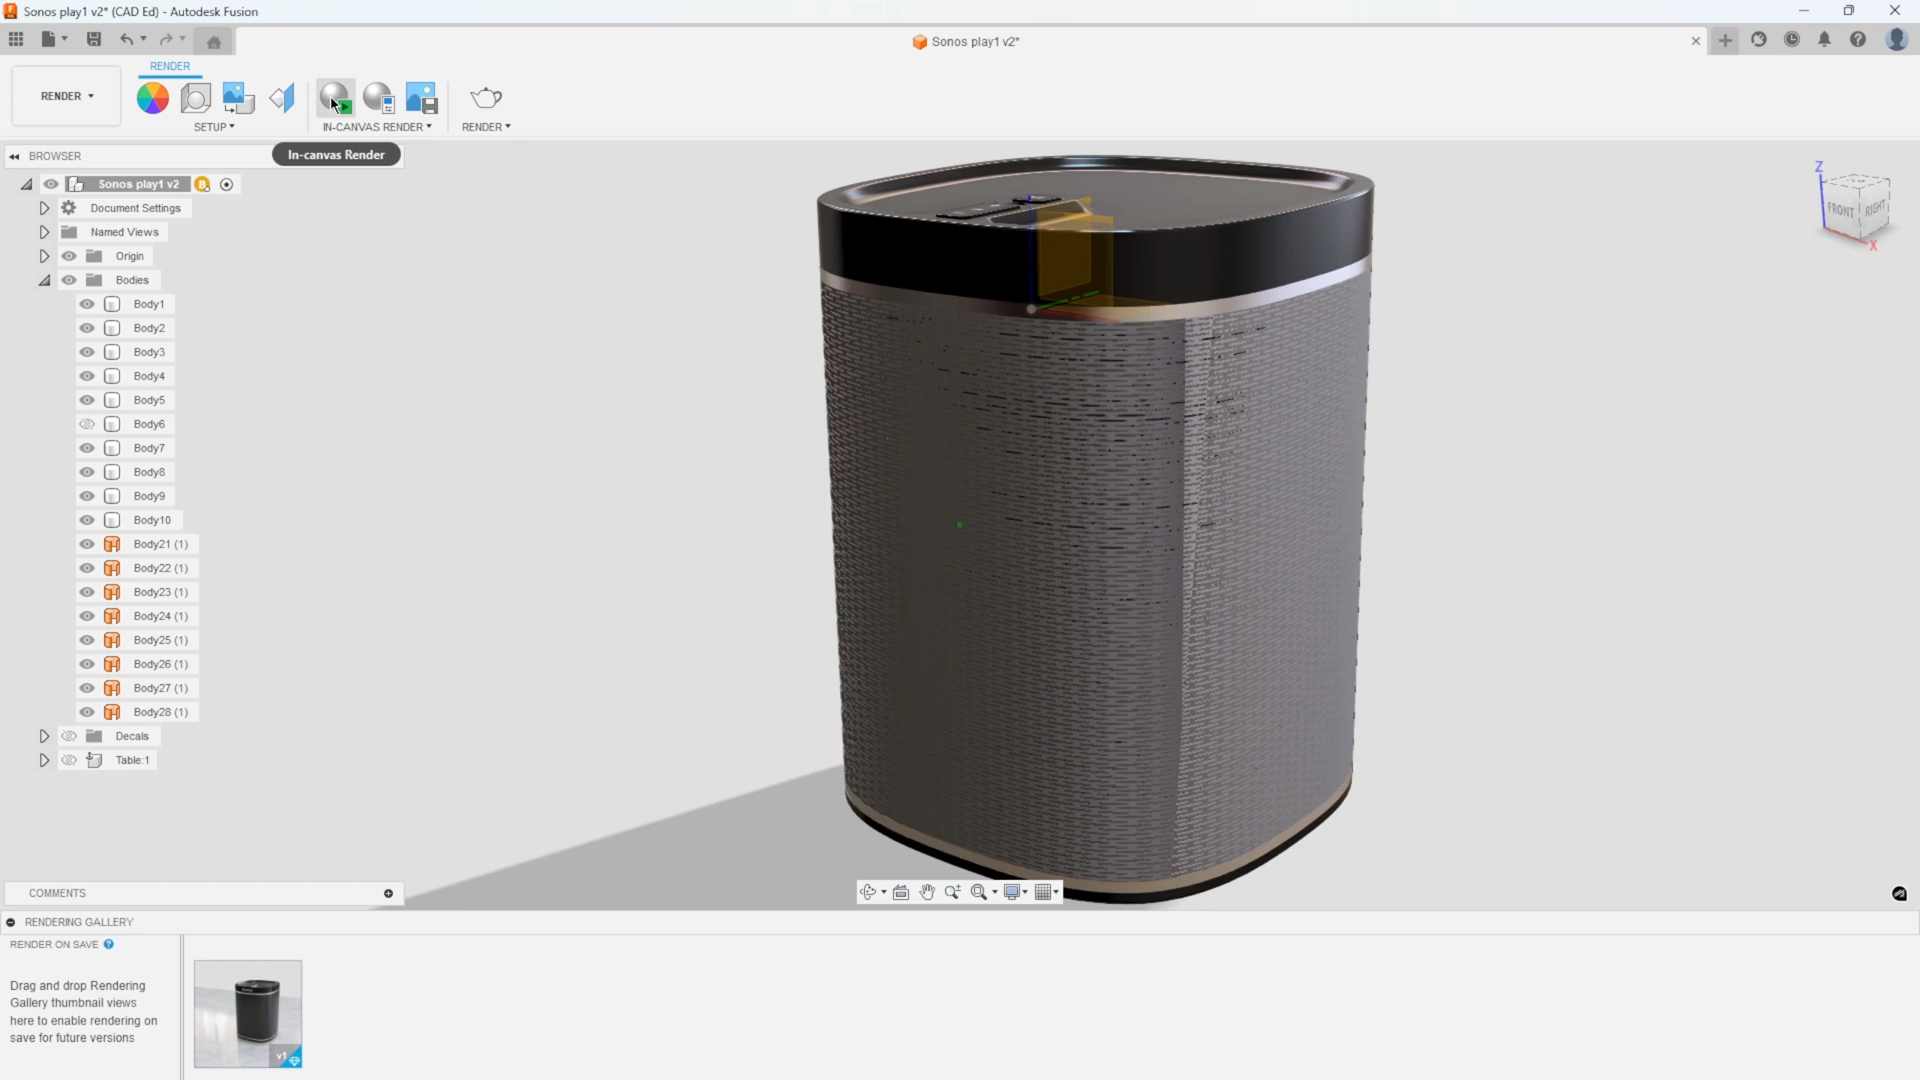 Sonos play1 v2* (CAD Ed) - Autodesk Fusion
Sonos play1 v2*
RENDER
RENDER
SETUP
IN-CANVAS RENDER
RENDER
In-canvas Render
BROWSER
Sonos play1 v2
Document Settings
Named Views
Origin
Bodies
Body1
Body2
Body3
Body4
Body5
Body6
Body7
Body8
Body9
Body10
Body21 (1)
Body22 (1)
Body23 (1)
Body24 (1)
Body25 (1)
Body26 (1)
Body27 (1)
Body28 (1)
Decals
Table:1
Z
FRONT
RIGHT
X
COMMENTS
RENDERING GALLERY
RENDER ON SAVE
Drag and drop Rendering
Gallery thumbnail views
here to enable rendering on
save for future versions
v1